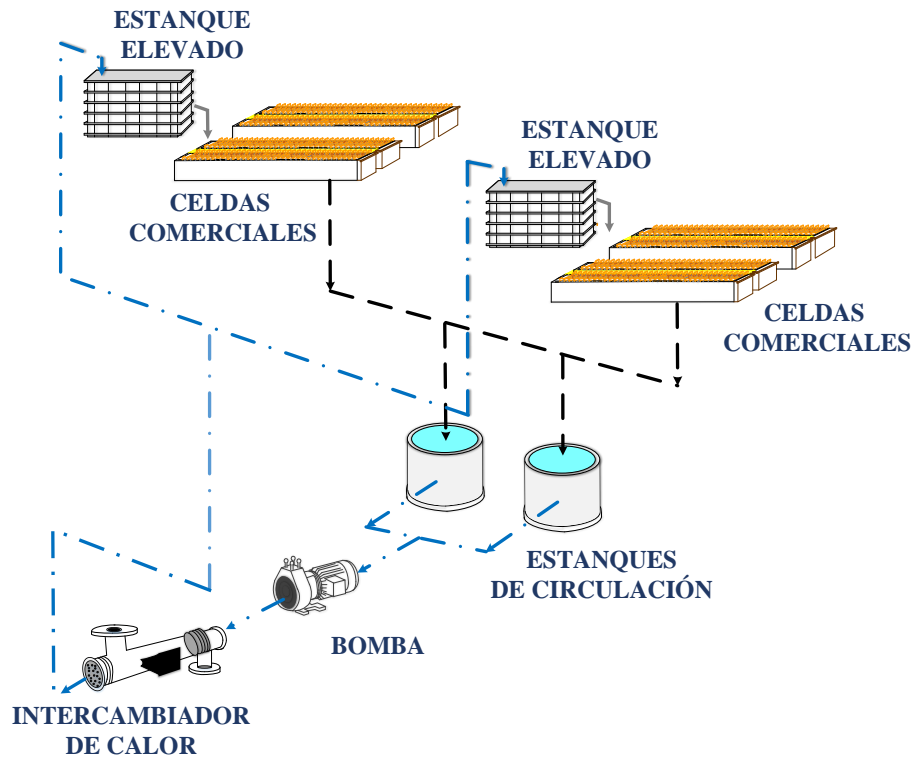 ESTANQUE
ELEVADO
CELDAS
COMERCIALES
ESTANQUE
ELEVADO
CELDAS
COMERCIALES
ESTANQUES
DE CIRCULACIÓN
BOMBA
INTERCAMBIADOR
DE CALOR